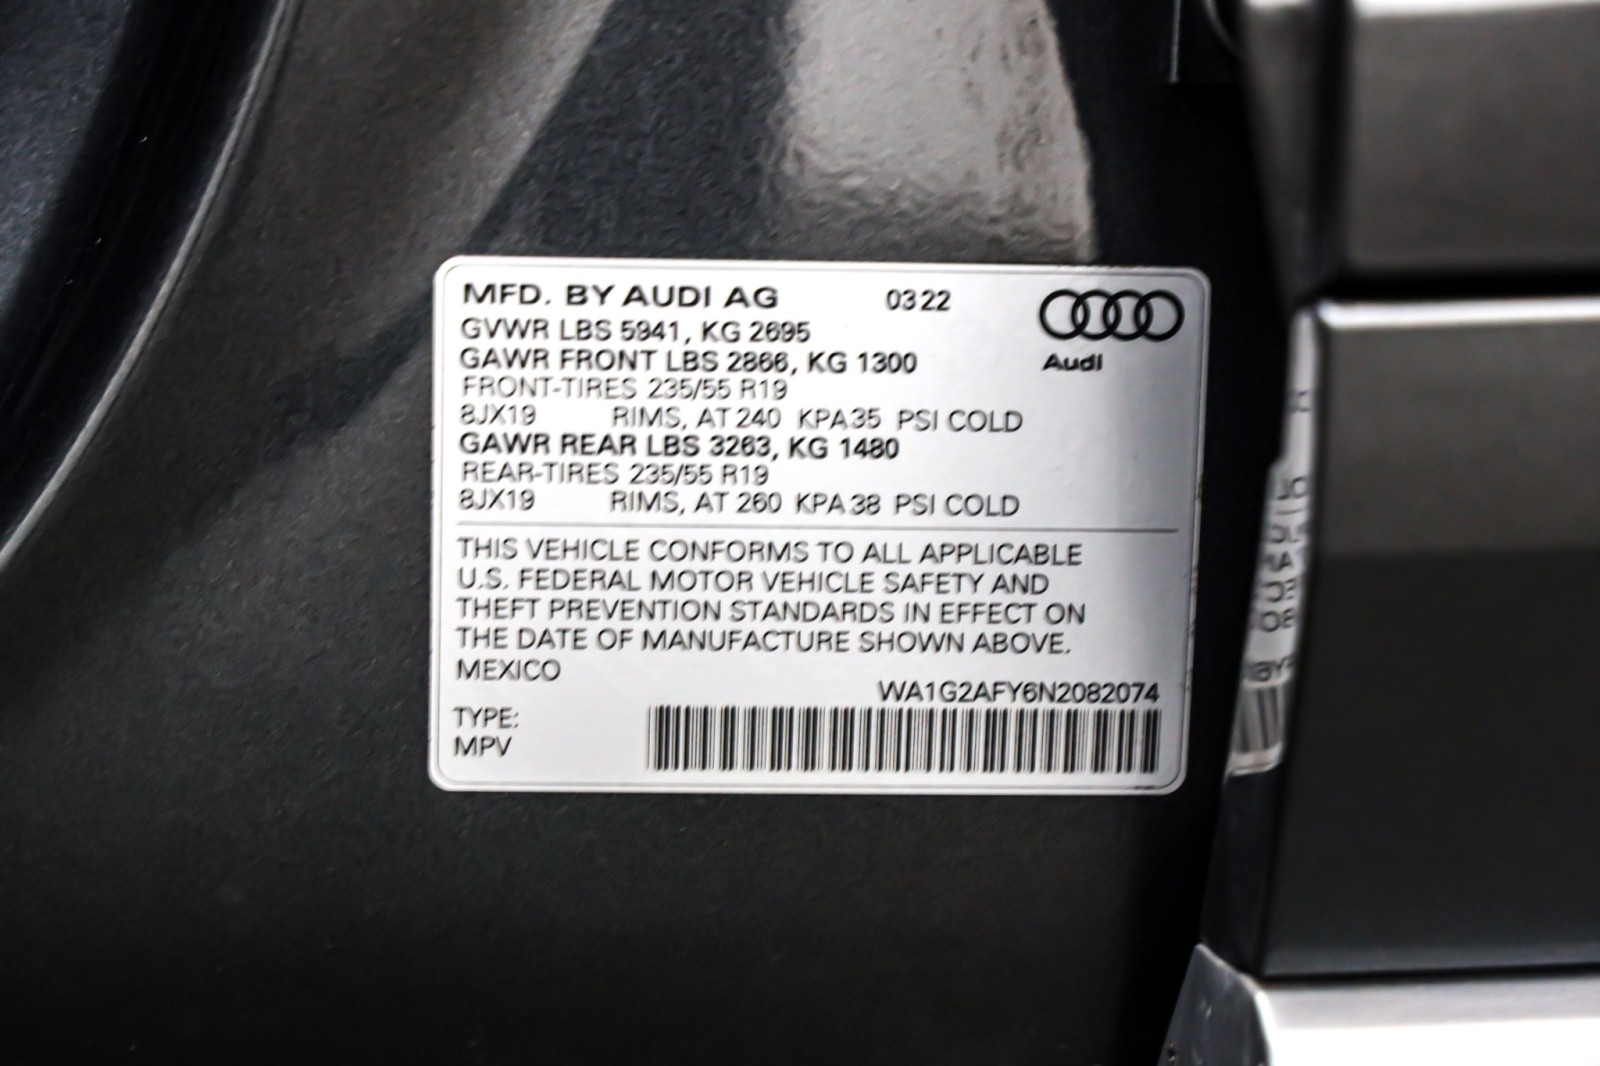 MFD. BY AUDI AG 03 22
GVWR LBS 5941, KG 2695
GAWR FRONT LBS 2866, KG 1300
Audi
FRONT-TIRES 235/55 R19
8JX19 RIMS, AT 240 KPA 35 PSI COLD
GAWR REAR LBS 3263, KG 1480
REAR-TIRES 235/55 R19
8JX19 RIMS, AT 260 KPA 38 PSI COLD
THIS VEHICLE CONFORMS TO ALL APPLICABLE
U.S. FEDERAL MOTOR VEHICLE SAFETY AND
THEFT PREVENTION STANDARDS IN EFFECT ON
THE DATE OF MANUFACTURE SHOWN ABOVE.
MEXICO
WA1G2AFY6N2082074
TYPE:
MPV